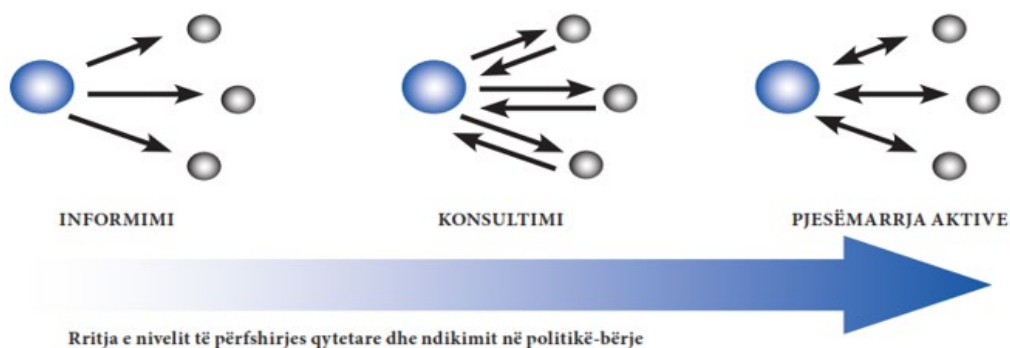 INFORMIMI
KONSULTIMI
PJESËMARRJA AKTIVE
Rritja e nivelit të përfshirjes qytetare dhe ndikimit në politikë-bërje